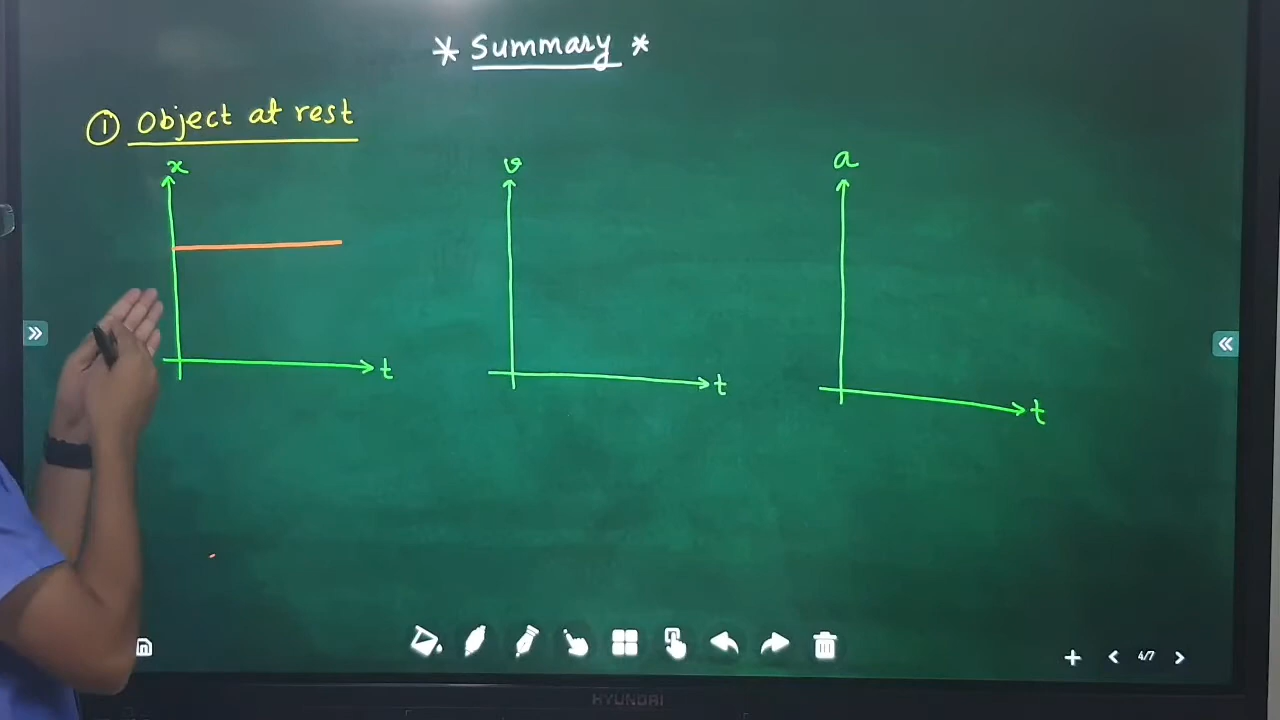 * Summary *
① Object at rest
x
v
a
t
t
t
4/7
HYUNDAI